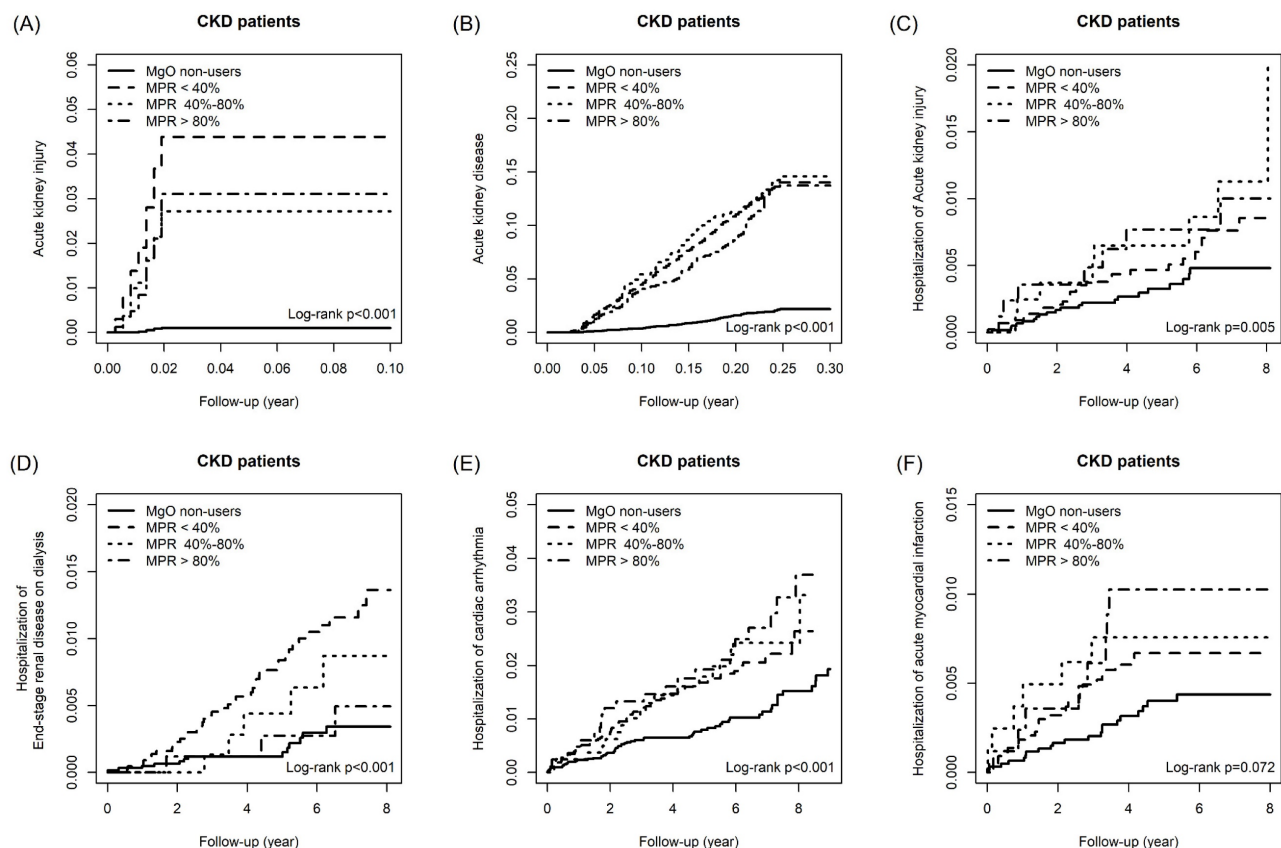 (A)
CKD patients
Acute kidney injury
0.06
0.05
0.04
0.03
0.02
0.01
0.00
MgO non-users
MPR < 40%
MPR 40%-80%
MPR > 80%
Log-rank p<0.001
0.00 0.02 0.04 0.06 0.08 0.10
Follow-up (year)
(B)
CKD patients
Acute kidney disease
0.25
0.20
0.15
0.10
0.05
0.00
MgO non-users
MPR < 40%
MPR 40%-80%
MPR > 80%
Log-rank p<0.001
0.00 0.05 0.10 0.15 0.20 0.25 0.30
Follow-up (year)
(C)
CKD patients
Hospitalization of Acute kidney injury
0.020
0.015
0.010
0.005
0.000
MgO non-users
MPR < 40%
MPR 40%-80%
MPR > 80%
Log-rank p=0.005
0 2 4 6 8
Follow-up (year)
(D)
CKD patients
Hospitalization of
End-stage renal disease on dialysis
0.020
0.015
0.010
0.005
0.000
MgO non-users
MPR < 40%
MPR 40%-80%
MPR > 80%
Log-rank p<0.001
0 2 4 6 8
Follow-up (year)
(E)
CKD patients
Hospitalization of cardiac arrhythmia
0.05
0.04
0.03
0.02
0.01
0.00
MgO non-users
MPR < 40%
MPR 40%-80%
MPR > 80%
Log-rank p<0.001
0 2 4 6 8
Follow-up (year)
(F)
CKD patients
Hospitalization of acute myocardial infarction
0.015
0.010
0.005
0.000
MgO non-users
MPR < 40%
MPR 40%-80%
MPR > 80%
Log-rank p=0.072
0 2 4 6 8
Follow-up (year)